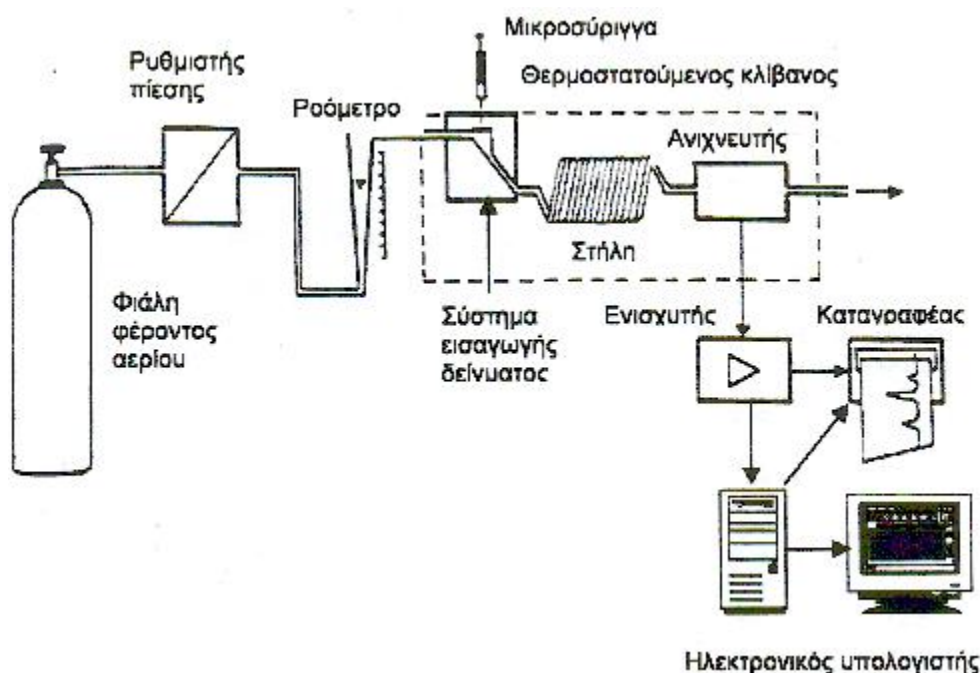 Μικροσύριγγα
Ρυθμιστής
πίεσης
Θερμοστατούμενος κλίβανος
Ροόμετρο
Ανιχνευτής
Στήλη
Φιάλη
φέροντος
αερίου
Σύστημα
εισαγωγής
δείγματος
Ενισχυτής
Καταγραφέας
Ηλεκτρονικός υπολογιστής